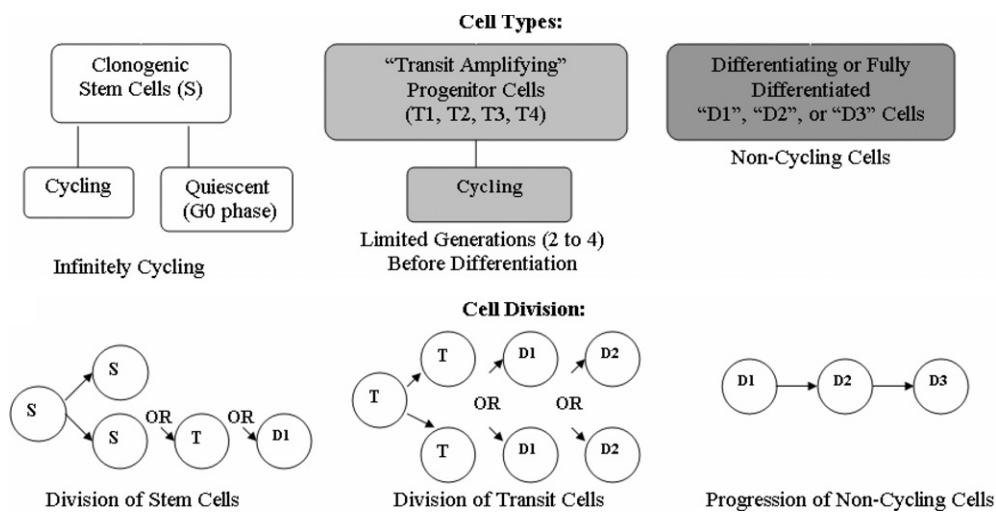 Cell Types:
Clonogenic
Stem Cells (S)
Cycling
Quiescent
(G0 phase)
Infinitely Cycling
“Transit Amplifying”
Progenitor Cells
(T1, T2, T3, T4)
Cycling
Limited Generations (2 to 4)
Before Differentiation
Differentiating or Fully
Differentiated
“D1”, “D2”, or “D3” Cells
Non-Cycling Cells
Cell Division:
S
S
S OR T OR D1
Division of Stem Cells
T
T D1 D2
OR OR
T D1 D2
Division of Transit Cells
D1 D2 D3
Progression of Non-Cycling Cells